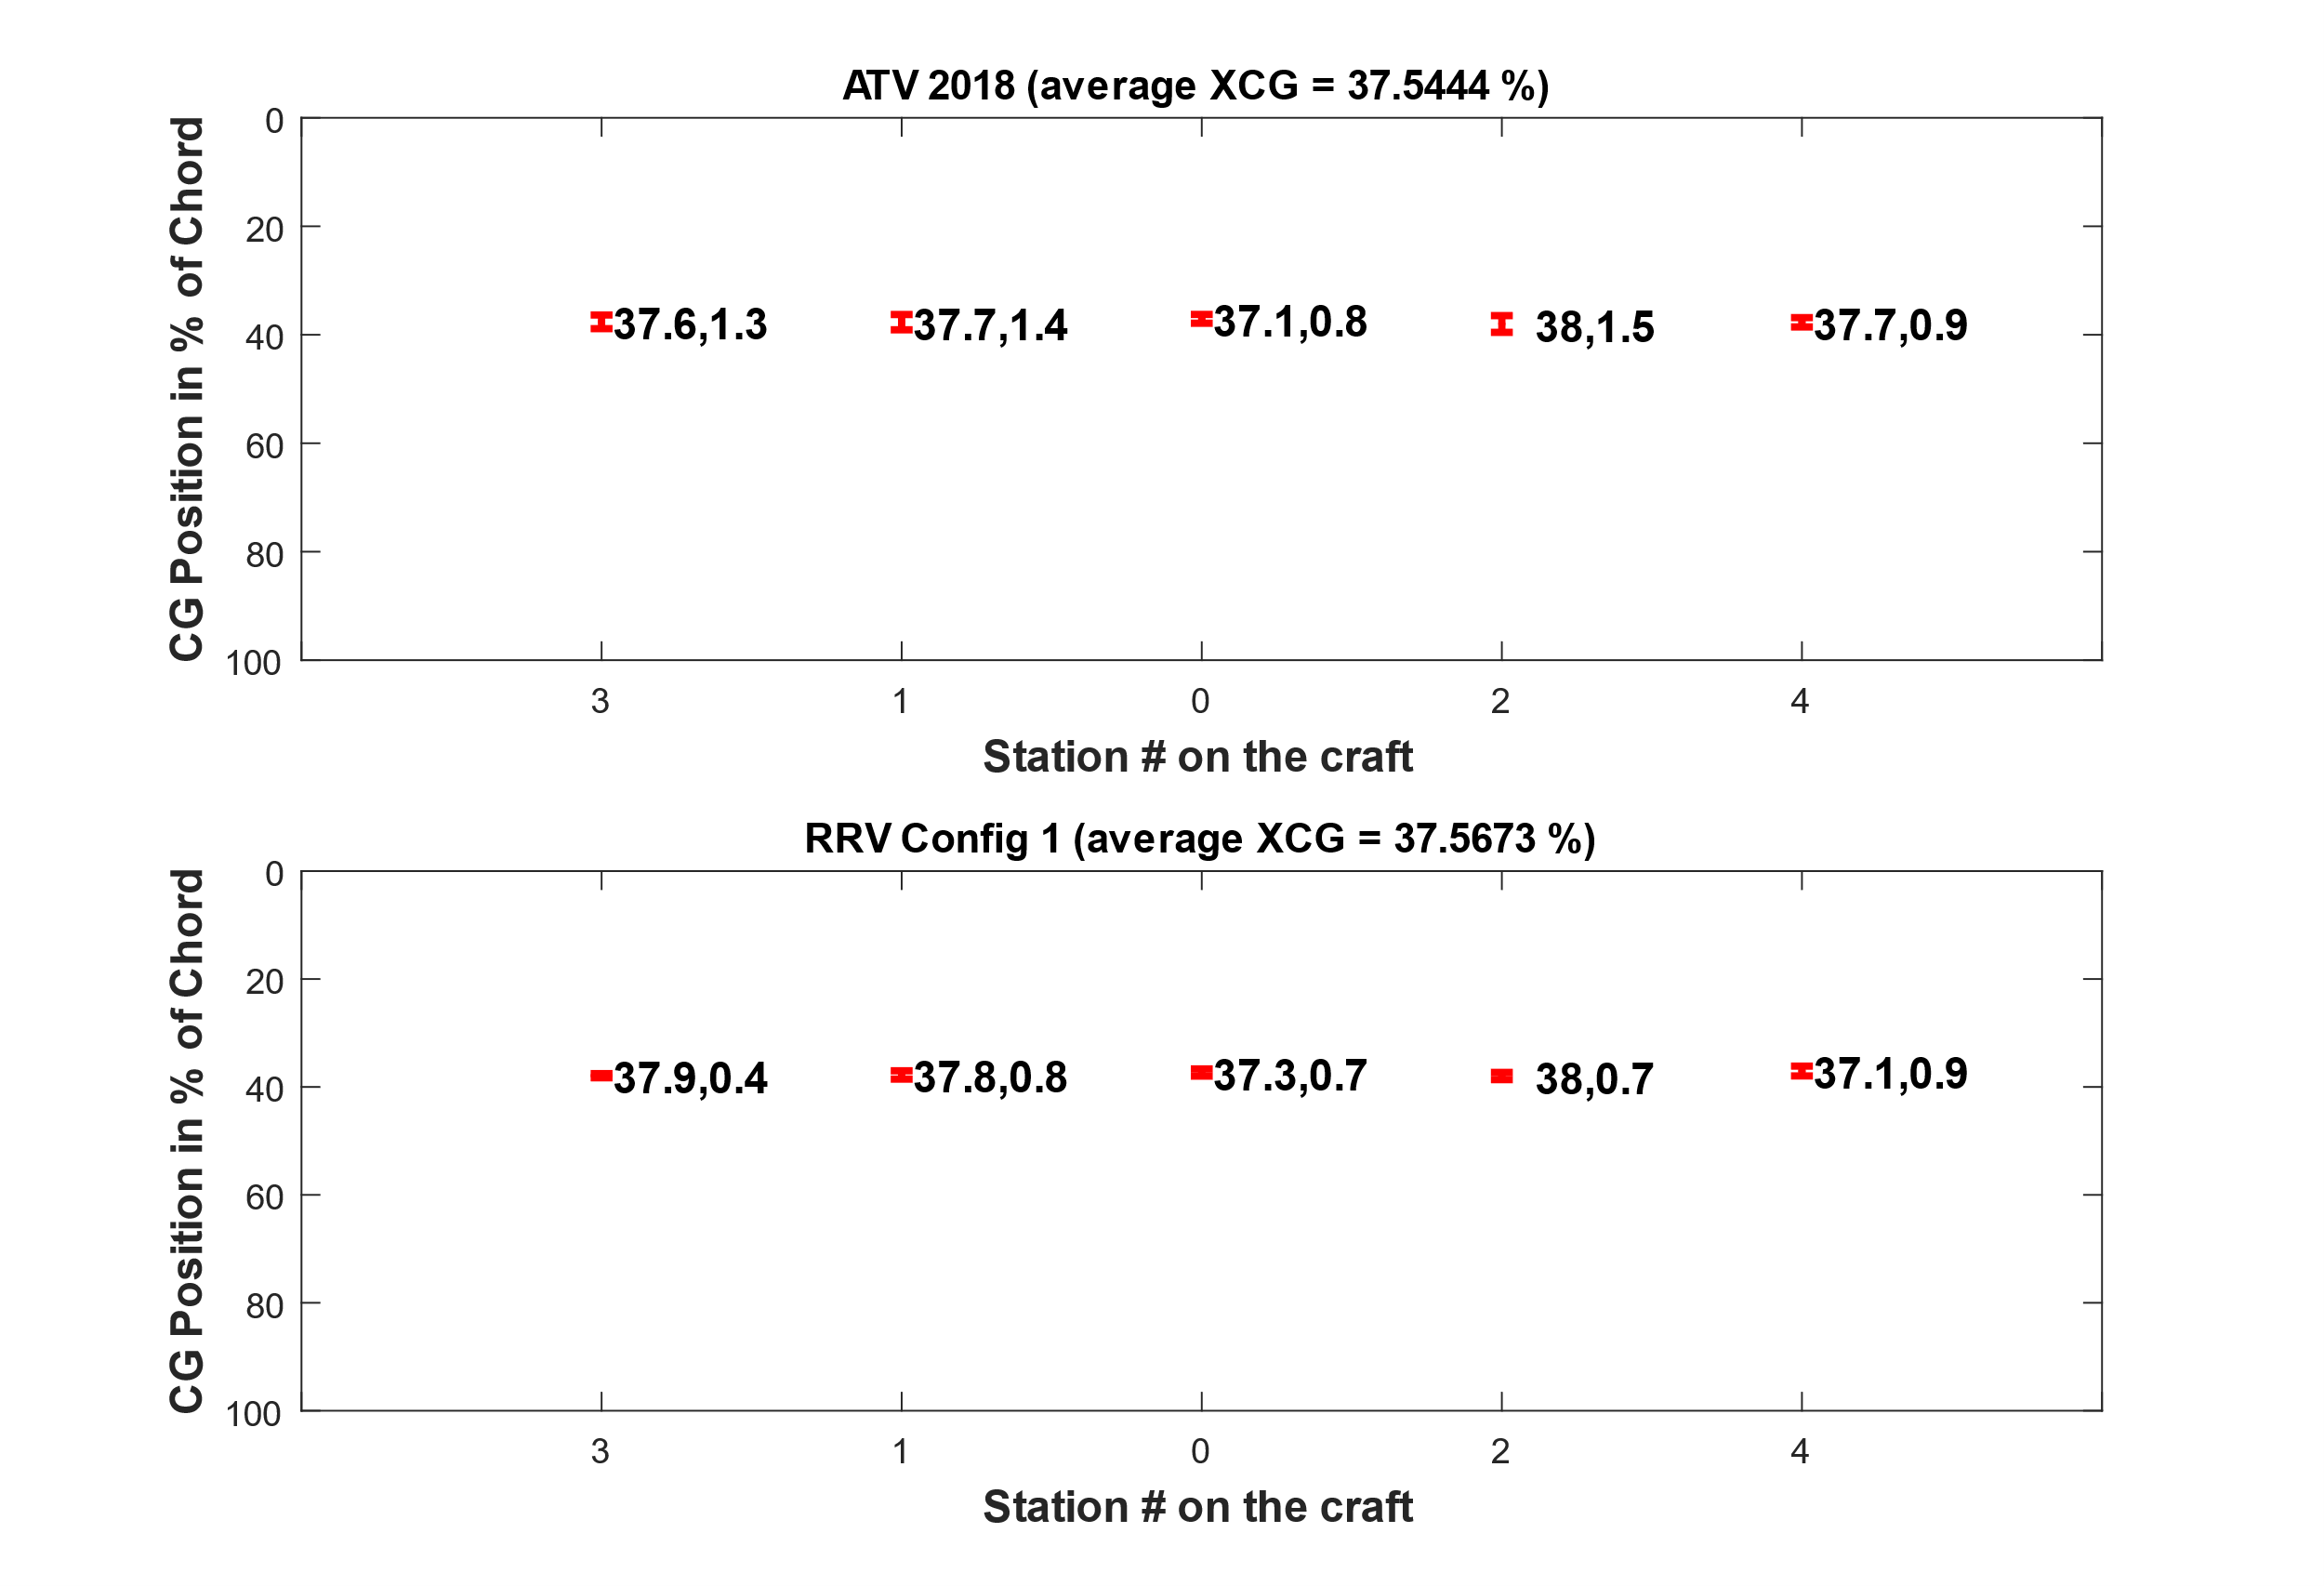 ATV 2018 (average XCG = 37.5444 %)
CG Position in % of Chord
0
20
40
60
80
100
37.6,1.3
37.7,1.4
37.1,0.8
38,1.5
37.7,0.9
3 1 0 2 4
Station # on the craft
RRV Config 1 (average XCG = 37.5673 %)
CG Position in % of Chord
0
20
40
60
80
100
37.9,0.4
37.8,0.8
37.3,0.7
38,0.7
37.1,0.9
3 1 0 2 4
Station # on the craft